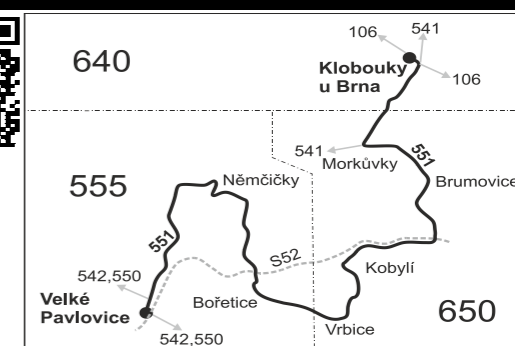 106
541
640
Klobouky
u Brna
106
541
Morkůvky
551
555
Němčičky
Brumovice
551
S52
Kobylí
542,550
Velké
Pavlovice
Bořetice
650
Vrbice
542,550